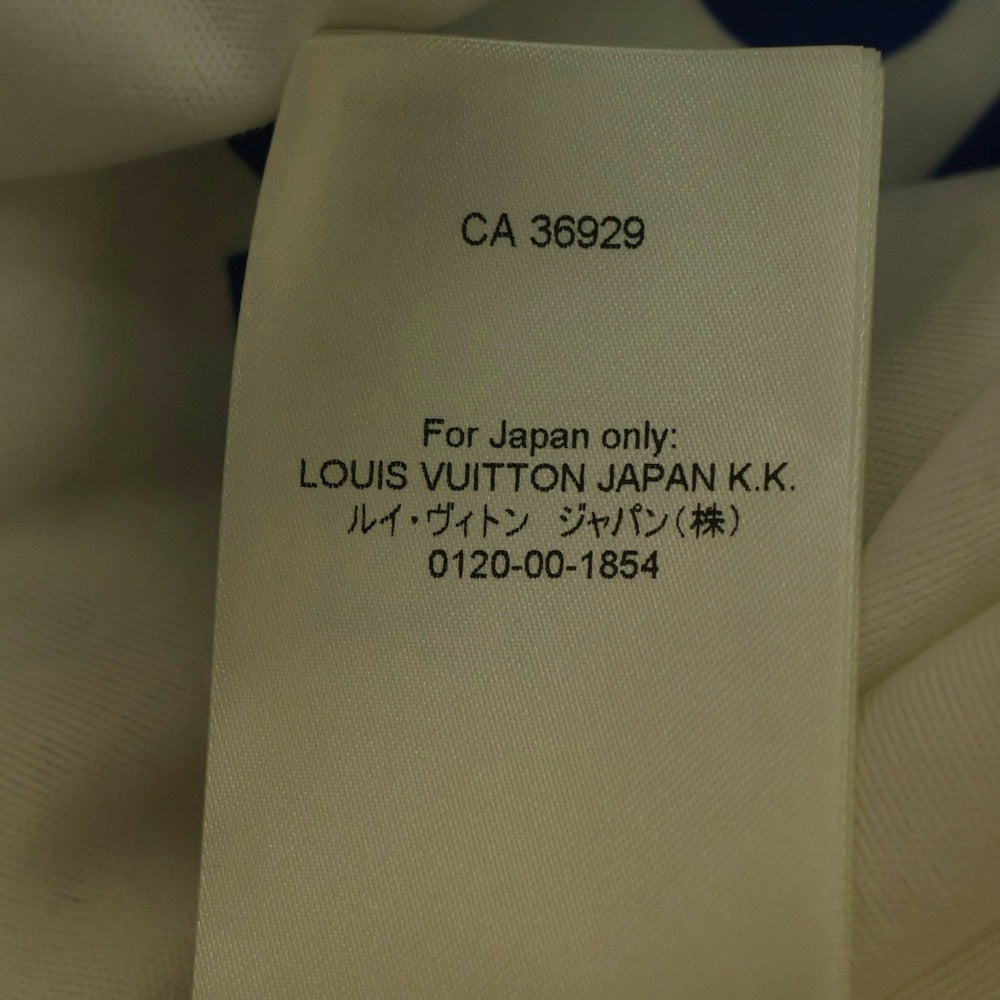 CA 36929
For Japan only:
LOUIS VUITTON JAPAN K.K.
ルイ・ヴィトン　ジャパン(株)
0120-00-1854